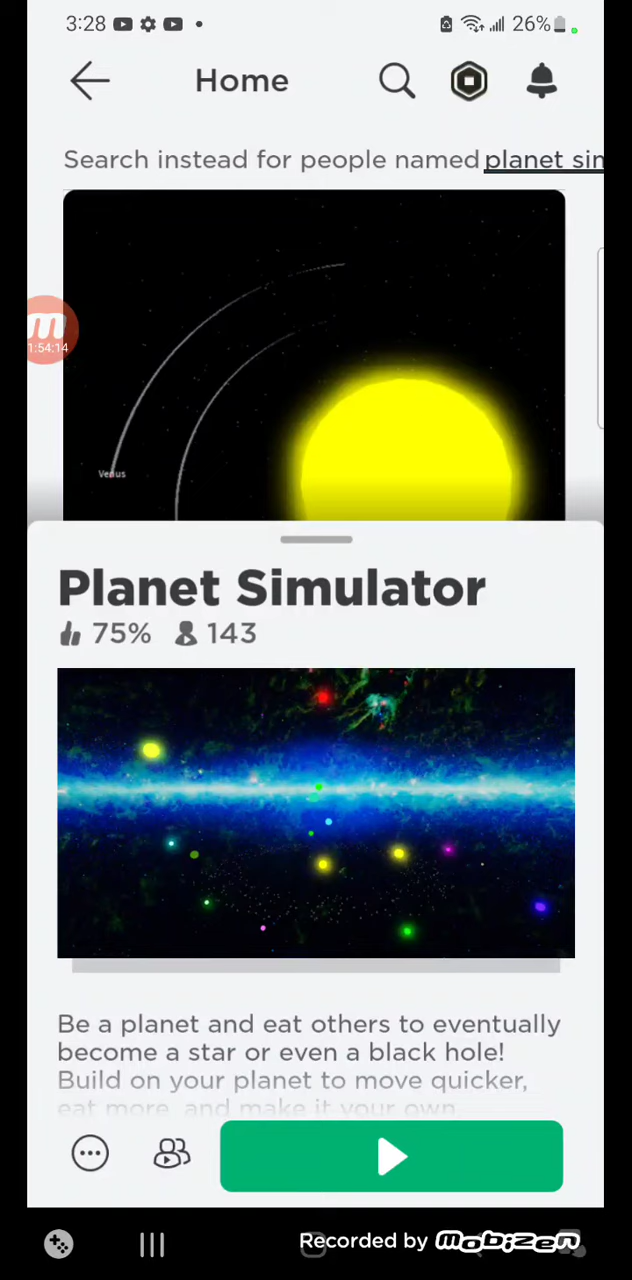 3:28
26%
Home
Search instead for people named planet sim
1:54:14
Venus
Planet Simulator
75% 143
Be a planet and eat others to eventually
become a star or even a black hole!
Build on your planet to move quicker,
eat more, and make it your own
Recorded by mobizen